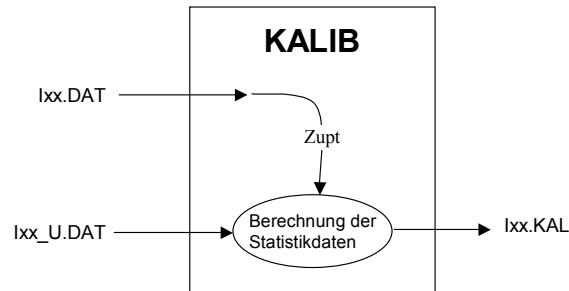 KALIB
Ixx.DAT
Zupt
Ixx_U.DAT
Berechnung der
Statistikdaten
Ixx.KAL